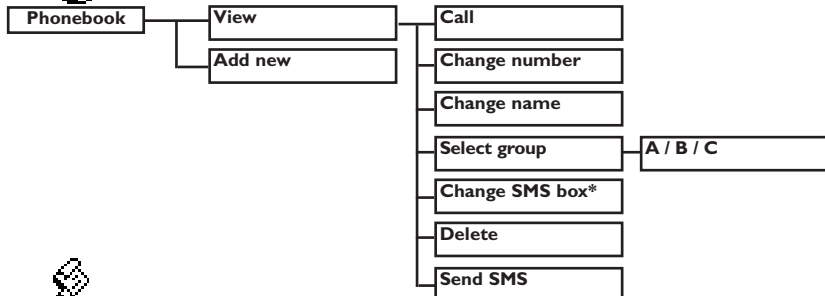 Phonebook
View
Call
Add new
Change number
Change name
Select group
A / B / C
Change SMS box*
Delete
Send SMS